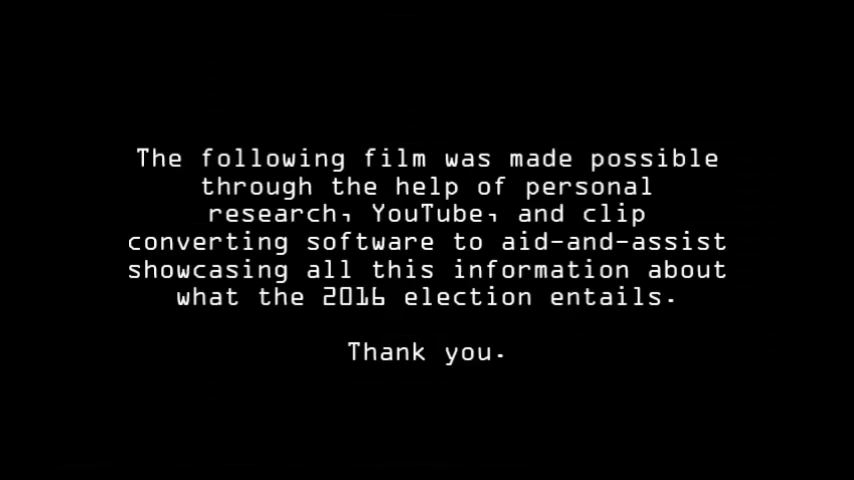 The following film was made possible
through the help of personal
research, YouTube, and clip
converting software to aid-and-assist
showcasing all this information about
what the 2016 election entails.
Thank you.